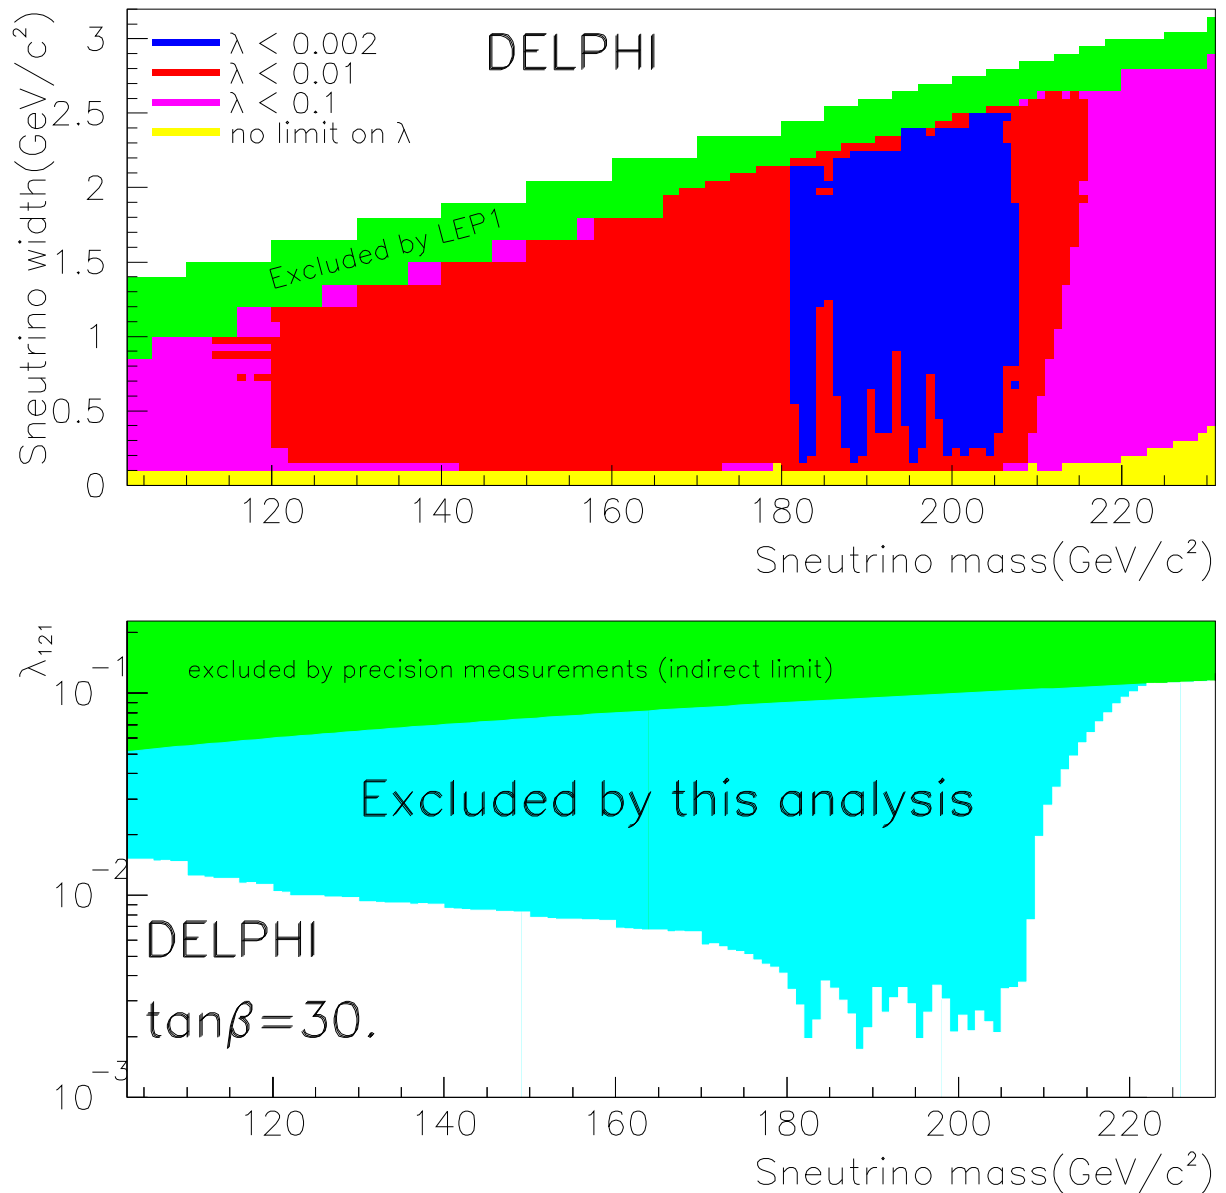 DELPHI
λ < 0.002
λ < 0.01
λ < 0.1
no limit on λ
Excluded by LEP1
Sneutrino width(GeV/c²)
3
2.5
2
1.5
1
0.5
0
120 140 160 180 200 220
Sneutrino mass(GeV/c²)
λ₁₂₁
excluded by precision measurements (indirect limit)
Excluded by this analysis
DELPHI
tanβ=30.
10⁻¹
10⁻²
10⁻³
120 140 160 180 200 220
Sneutrino mass(GeV/c²)